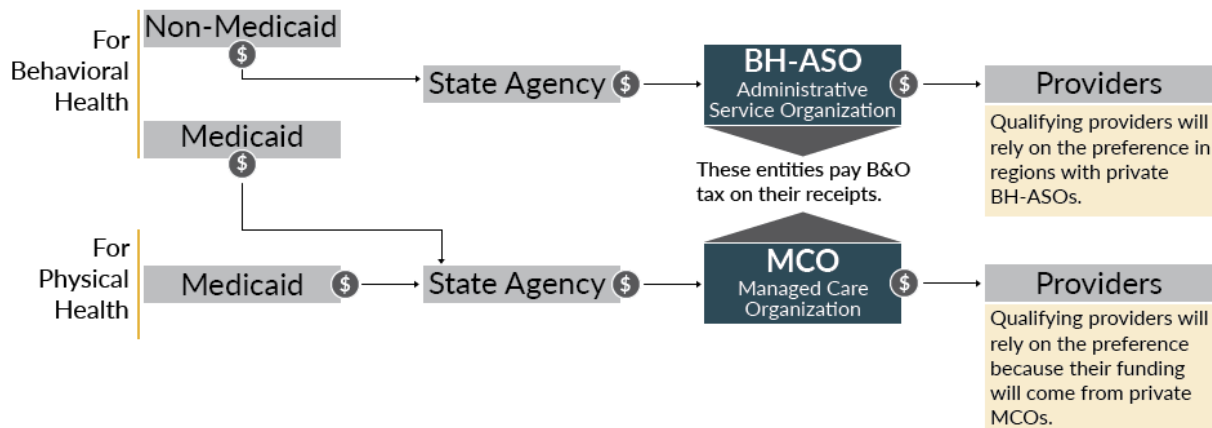 For
Behavioral
Health
Non-Medicaid
$
State Agency
$
BH-ASO
Administrative
Service Organization
$
Providers
Qualifying providers will
rely on the preference in
regions with private
BH-ASOs.
Medicaid
$
These entities pay B&O
tax on their receipts.
For
Physical
Health
Medicaid
$
State Agency
$
MCO
Managed Care
Organization
$
Providers
Qualifying providers will
rely on the preference
because their funding
will come from private
MCOs.